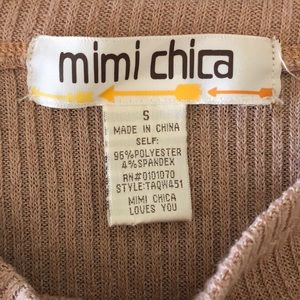 mimi chica
S
MADE IN CHINA
SELF:
96%POLYESTER
4%SPANDEX
RN#0101070
STYLE:TAQW451
MIMI CHICA
LOVES YOU